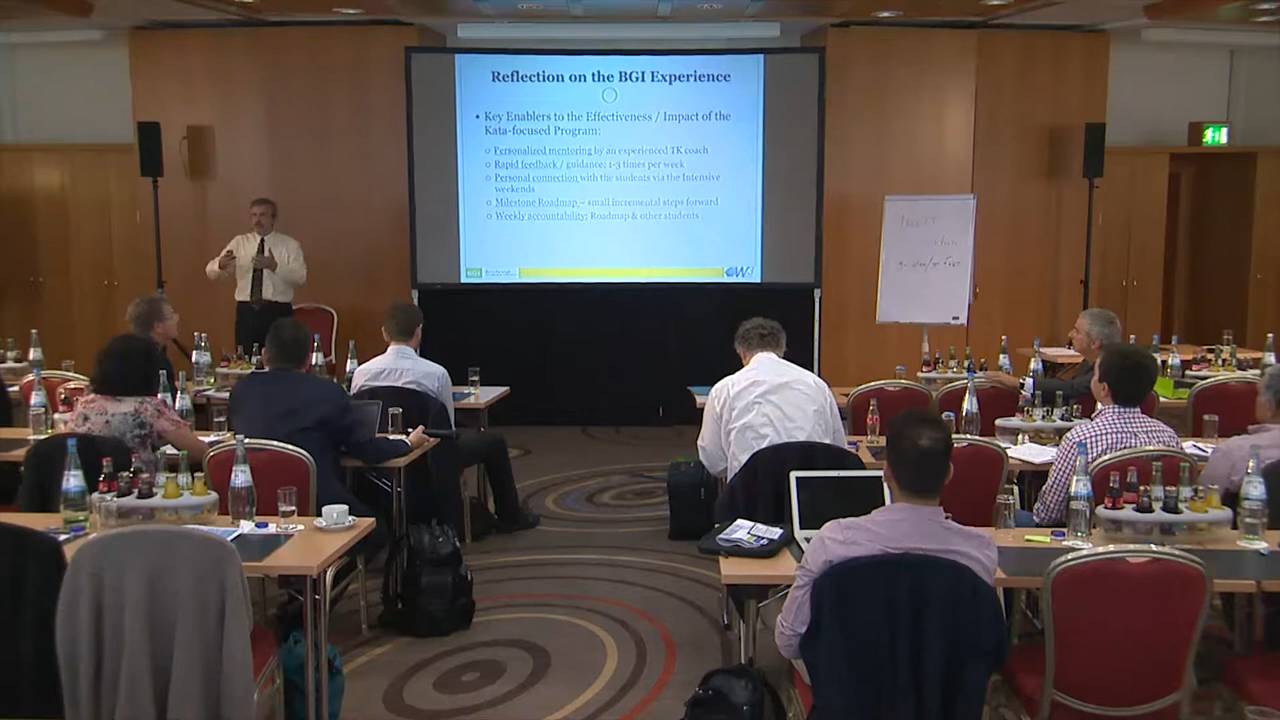 Reflection on the BGI Experience
• Key Enablers to the Effectiveness / Impact of the
Kata-focused Program:
Personalized mentoring by an experienced TK coach
Rapid feedback / guidance: 1-3 times per week
Personal connection with the students via the Intensive
weekends
Milestone Roadmap – small incremental steps forward
Weekly accountability: Roadmap & other students
BGI